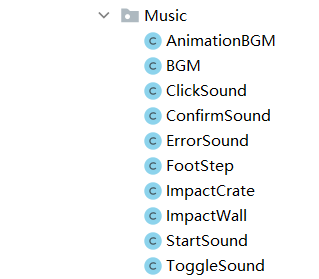 Music
AnimationBGM
BGM
ClickSound
ConfirmSound
ErrorSound
FootStep
ImpactCrate
ImpactWall
StartSound
ToggleSound